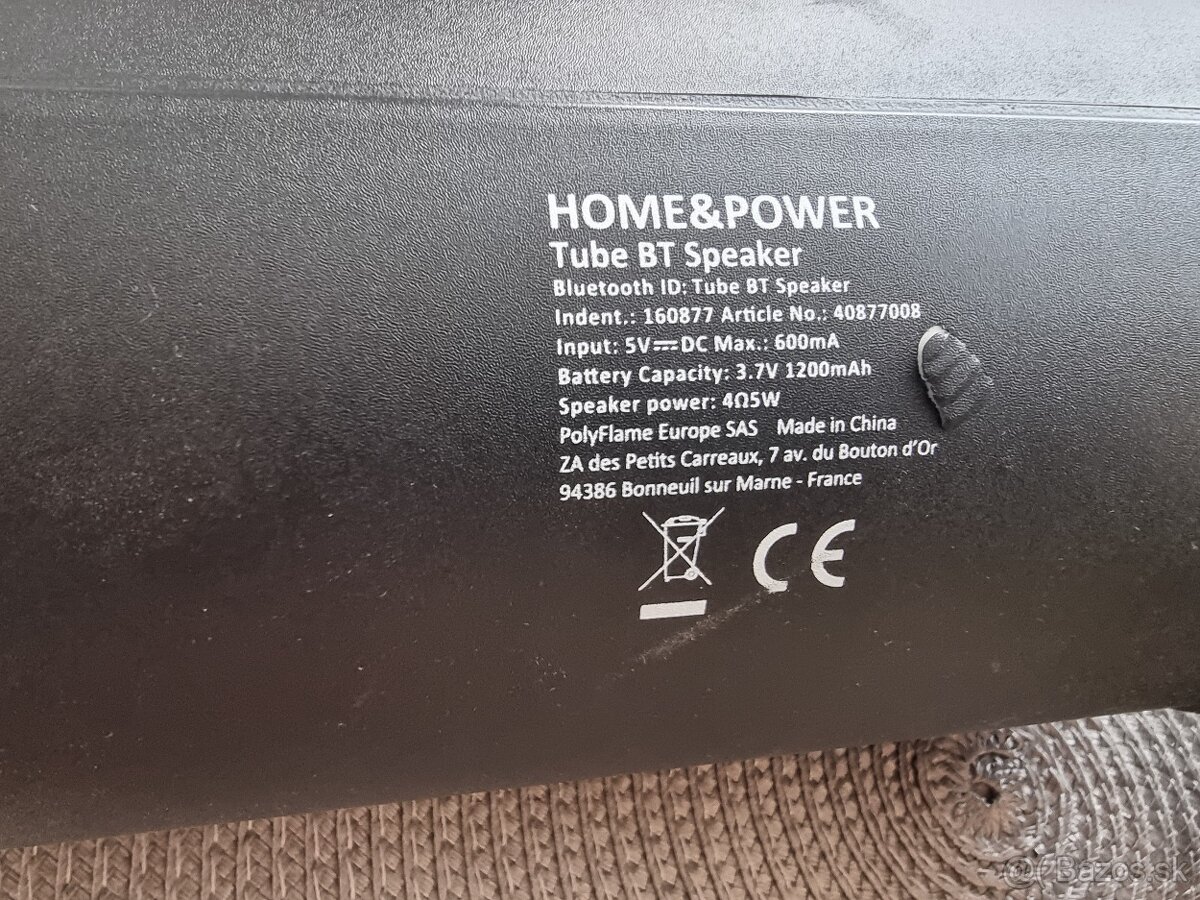 HOME&POWER
Tube BT Speaker
Bluetooth ID: Tube BT Speaker
Indent.: 160877 Article No.: 40877008
Input: 5V⎓DC Max.: 600mA
Battery Capacity: 3.7V 1200mAh
Speaker power: 4Ω5W
PolyFlame Europe SAS Made in China
ZA des Petits Carreaux, 7 av. du Bouton d'Or
94386 Bonneuil sur Marne - France
CE
@Bazos.sk